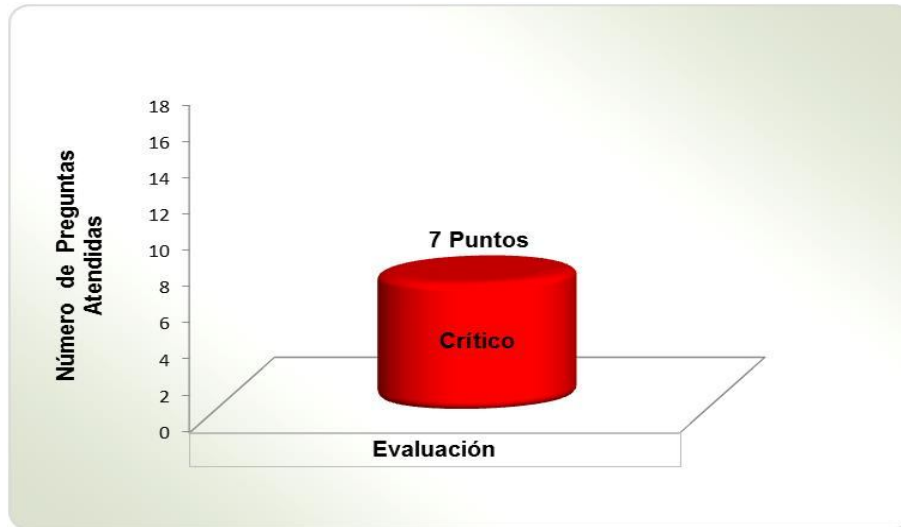 Número de Preguntas
Atendidas
18
16
14
12
10
8
6
4
2
0
7 Puntos
Crítico
Evaluación